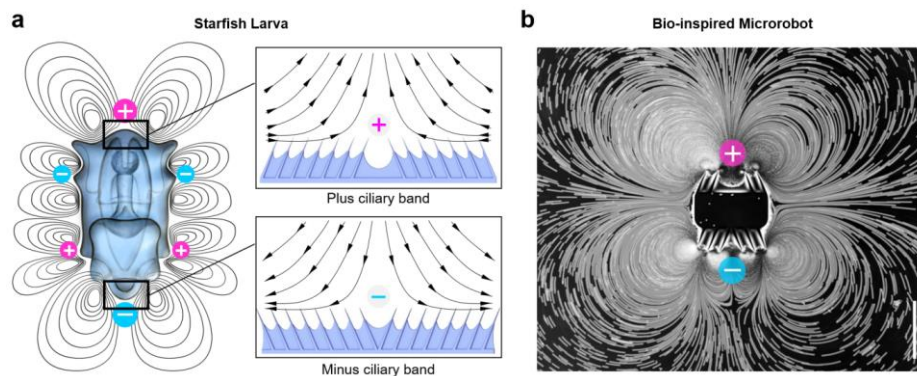 a
Starfish Larva
b
Bio-inspired Microrobot
+
+
− −
+ +
Plus ciliary band
+
−
−
−
Minus ciliary band